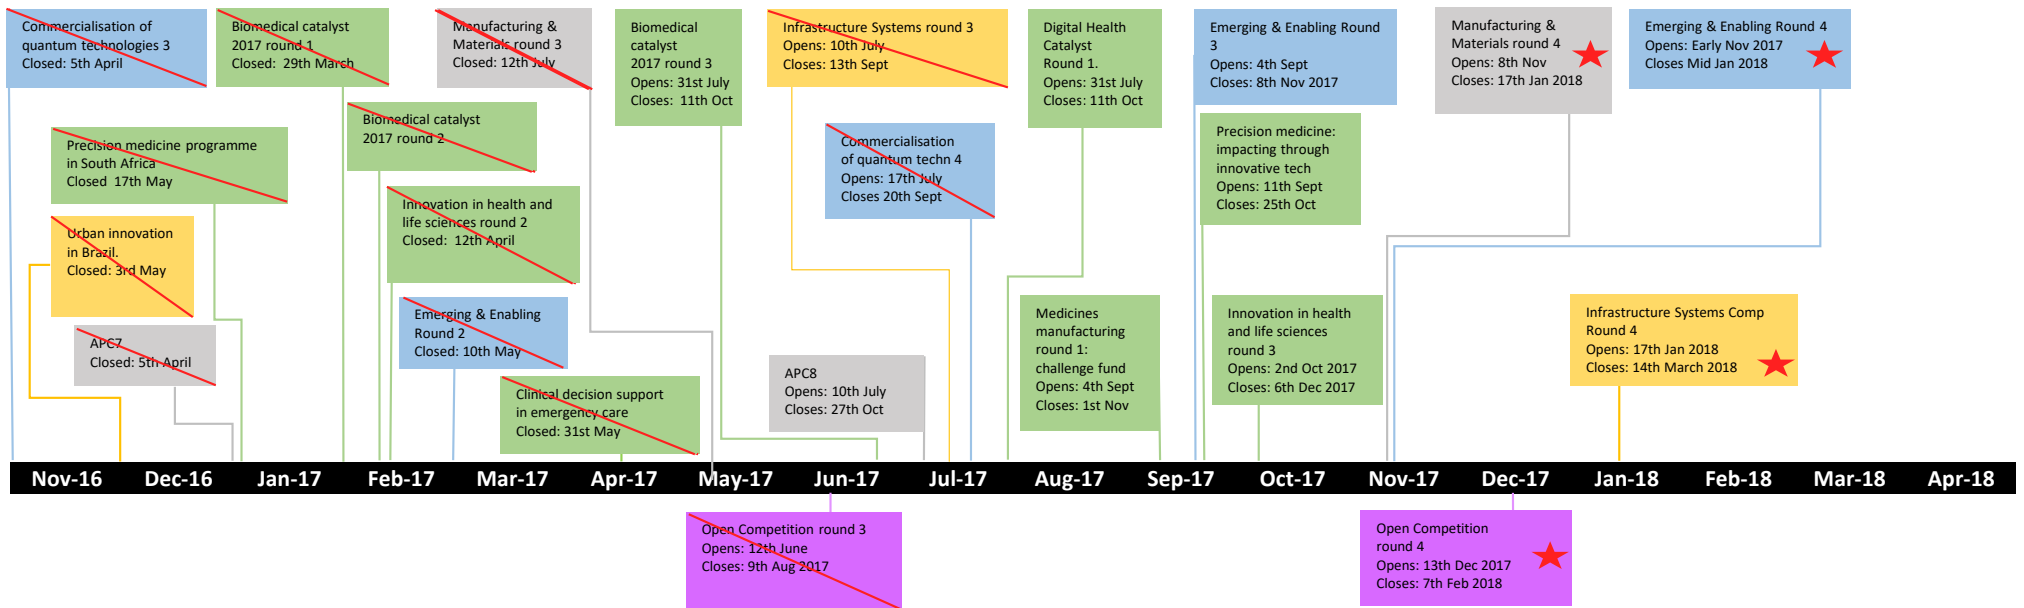 Commercialisation of
quantum technologies 3
Closed: 5th April
Biomedical catalyst
2017 round 1
Closed: 29th March
Manufacturing &
Materials round 3
Closed: 12th July
Biomedical
catalyst
2017 round 3
Opens: 31st July
Closes: 11th Oct
Infrastructure Systems round 3
Opens: 10th July
Closes: 13th Sept
Digital Health
Catalyst
Round 1.
Opens: 31st July
Closes: 11th Oct
Emerging & Enabling Round
3
Opens: 4th Sept
Closes: 8th Nov 2017
Manufacturing &
Materials round 4
Opens: 8th Nov
Closes: 17th Jan 2018
Emerging & Enabling Round 4
Opens: Early Nov 2017
Closes Mid Jan 2018
Precision medicine programme
in South Africa
Closed 17th May
Biomedical catalyst
2017 round 2
Commercialisation
of quantum techn 4
Opens: 17th July
Closes 20th Sept
Precision medicine:
impacting through
innovative tech
Opens: 11th Sept
Closes: 25th Oct
Urban innovation
in Brazil.
Closed: 3rd May
Innovation in health and
life sciences round 2
Closed: 12th April
APC7
Closed: 5th April
Emerging & Enabling
Round 2
Closed: 10th May
Clinical decision support
in emergency care
Closed: 31st May
APC8
Opens: 10th July
Closes: 27th Oct
Medicines
manufacturing
round 1:
challenge fund
Opens: 4th Sept
Closes: 1st Nov
Innovation in health
and life sciences
round 3
Opens: 2nd Oct 2017
Closes: 6th Dec 2017
Infrastructure Systems Comp
Round 4
Opens: 17th Jan 2018
Closes: 14th March 2018
Nov-16 Dec-16 Jan-17 Feb-17 Mar-17 Apr-17 May-17 Jun-17 Jul-17 Aug-17 Sep-17 Oct-17 Nov-17 Dec-17 Jan-18 Feb-18 Mar-18 Apr-18
Open Competition round 3
Opens: 12th June
Closes: 9th Aug 2017
Open Competition
round 4
Opens: 13th Dec 2017
Closes: 7th Feb 2018